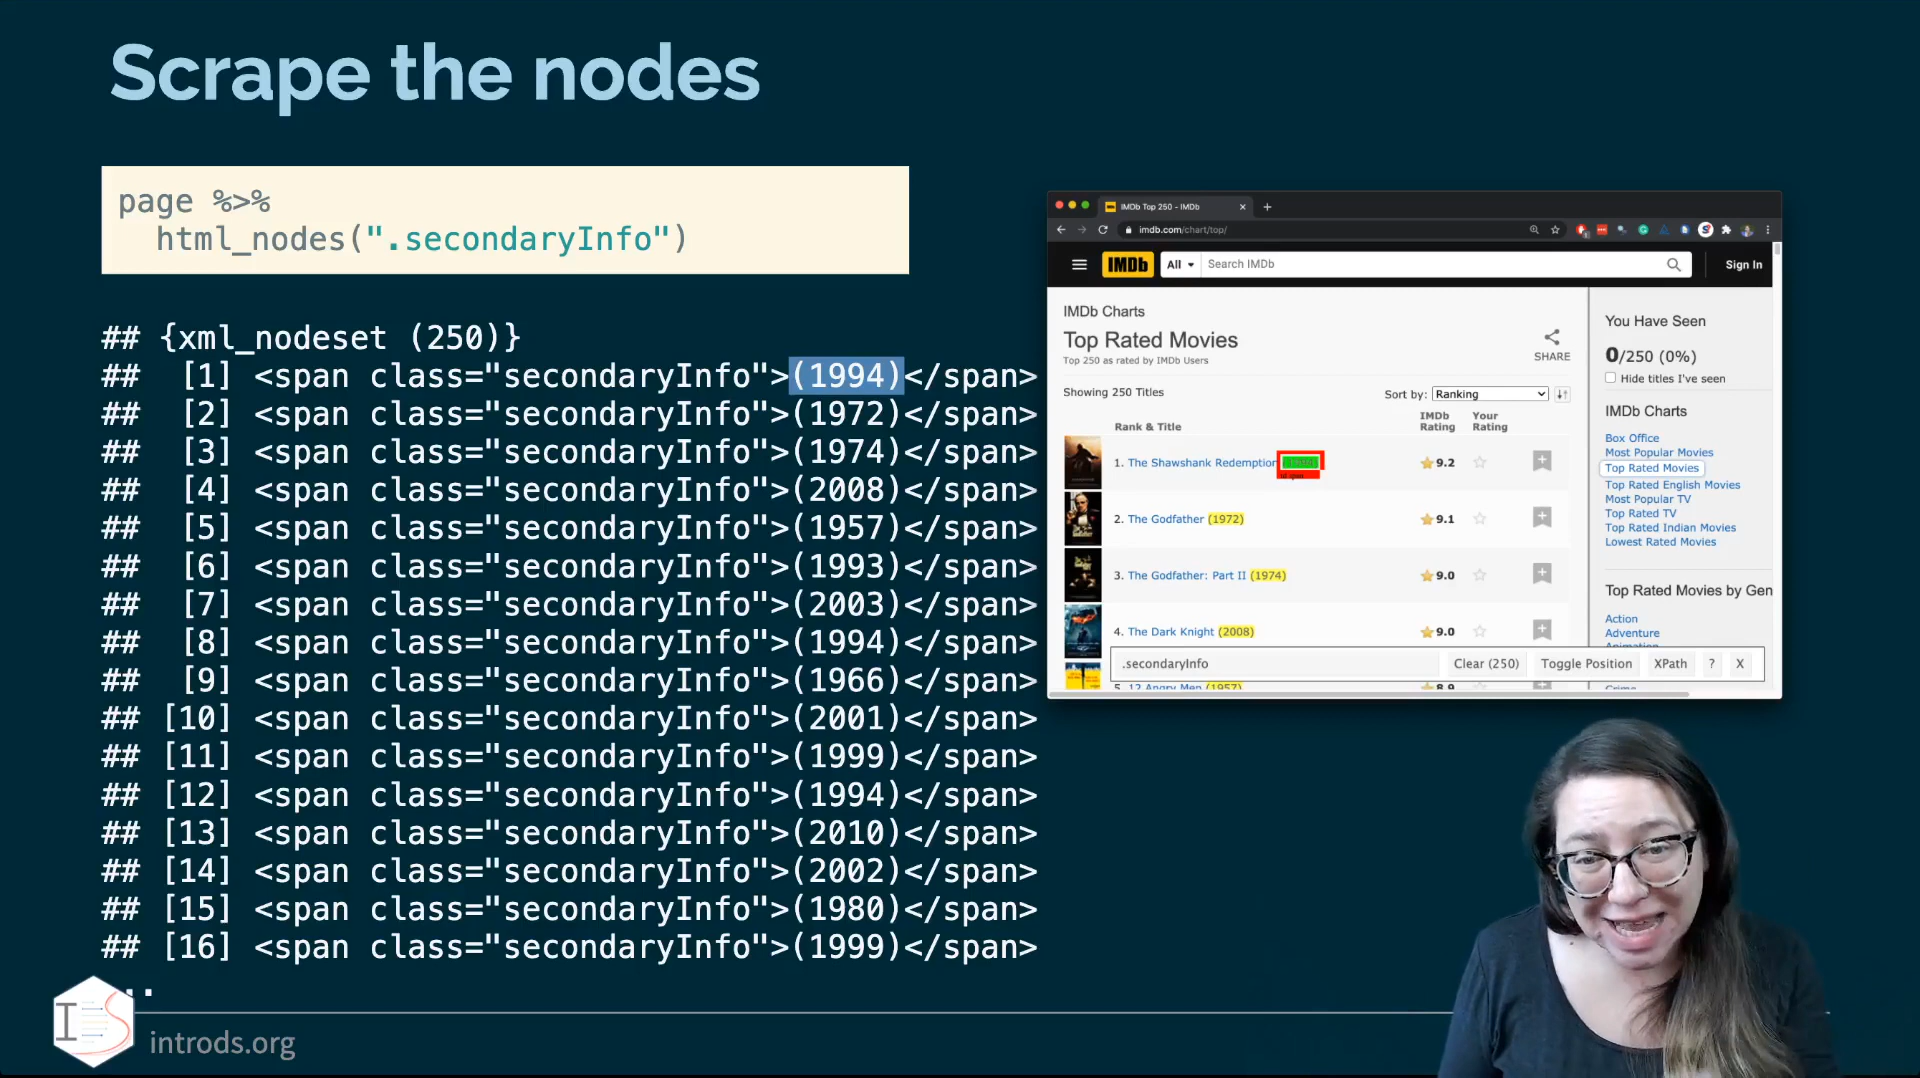 Scrape the nodes
page %>%
html_nodes(".secondaryInfo")
## {xml_nodeset (250)}
## [1] <span class="secondaryInfo">(1994)</span>
## [2] <span class="secondaryInfo">(1972)</span>
## [3] <span class="secondaryInfo">(1974)</span>
## [4] <span class="secondaryInfo">(2008)</span>
## [5] <span class="secondaryInfo">(1957)</span>
## [6] <span class="secondaryInfo">(1993)</span>
## [7] <span class="secondaryInfo">(2003)</span>
## [8] <span class="secondaryInfo">(1994)</span>
## [9] <span class="secondaryInfo">(1966)</span>
## [10] <span class="secondaryInfo">(2001)</span>
## [11] <span class="secondaryInfo">(1999)</span>
## [12] <span class="secondaryInfo">(1994)</span>
## [13] <span class="secondaryInfo">(2010)</span>
## [14] <span class="secondaryInfo">(2002)</span>
## [15] <span class="secondaryInfo">(1980)</span>
## [16] <span class="secondaryInfo">(1999)</span>
IDS
introds.org
IMDb Top 250 - IMDb
imdb.com/chart/top/
IMDb All Search IMDb Sign In
IMDb Charts
Top Rated Movies
Top 250 as rated by IMDb Users
SHARE
Showing 250 Titles
Sort by: Ranking
Rank & Title IMDb Rating Your Rating
1. The Shawshank Redemption 9.2
2. The Godfather (1972) 9.1
3. The Godfather: Part II (1974) 9.0
4. The Dark Knight (2008) 9.0
5. 12 Angry Men (1957) 8.9
.secondaryInfo Clear (250) Toggle Position XPath ? X
You Have Seen
0/250 (0%)
Hide titles I've seen
IMDb Charts
Box Office
Most Popular Movies
Top Rated Movies
Top Rated English Movies
Most Popular TV
Top Rated TV
Top Rated Indian Movies
Lowest Rated Movies
Top Rated Movies by Gen
Action
Adventure
Animation
Crime